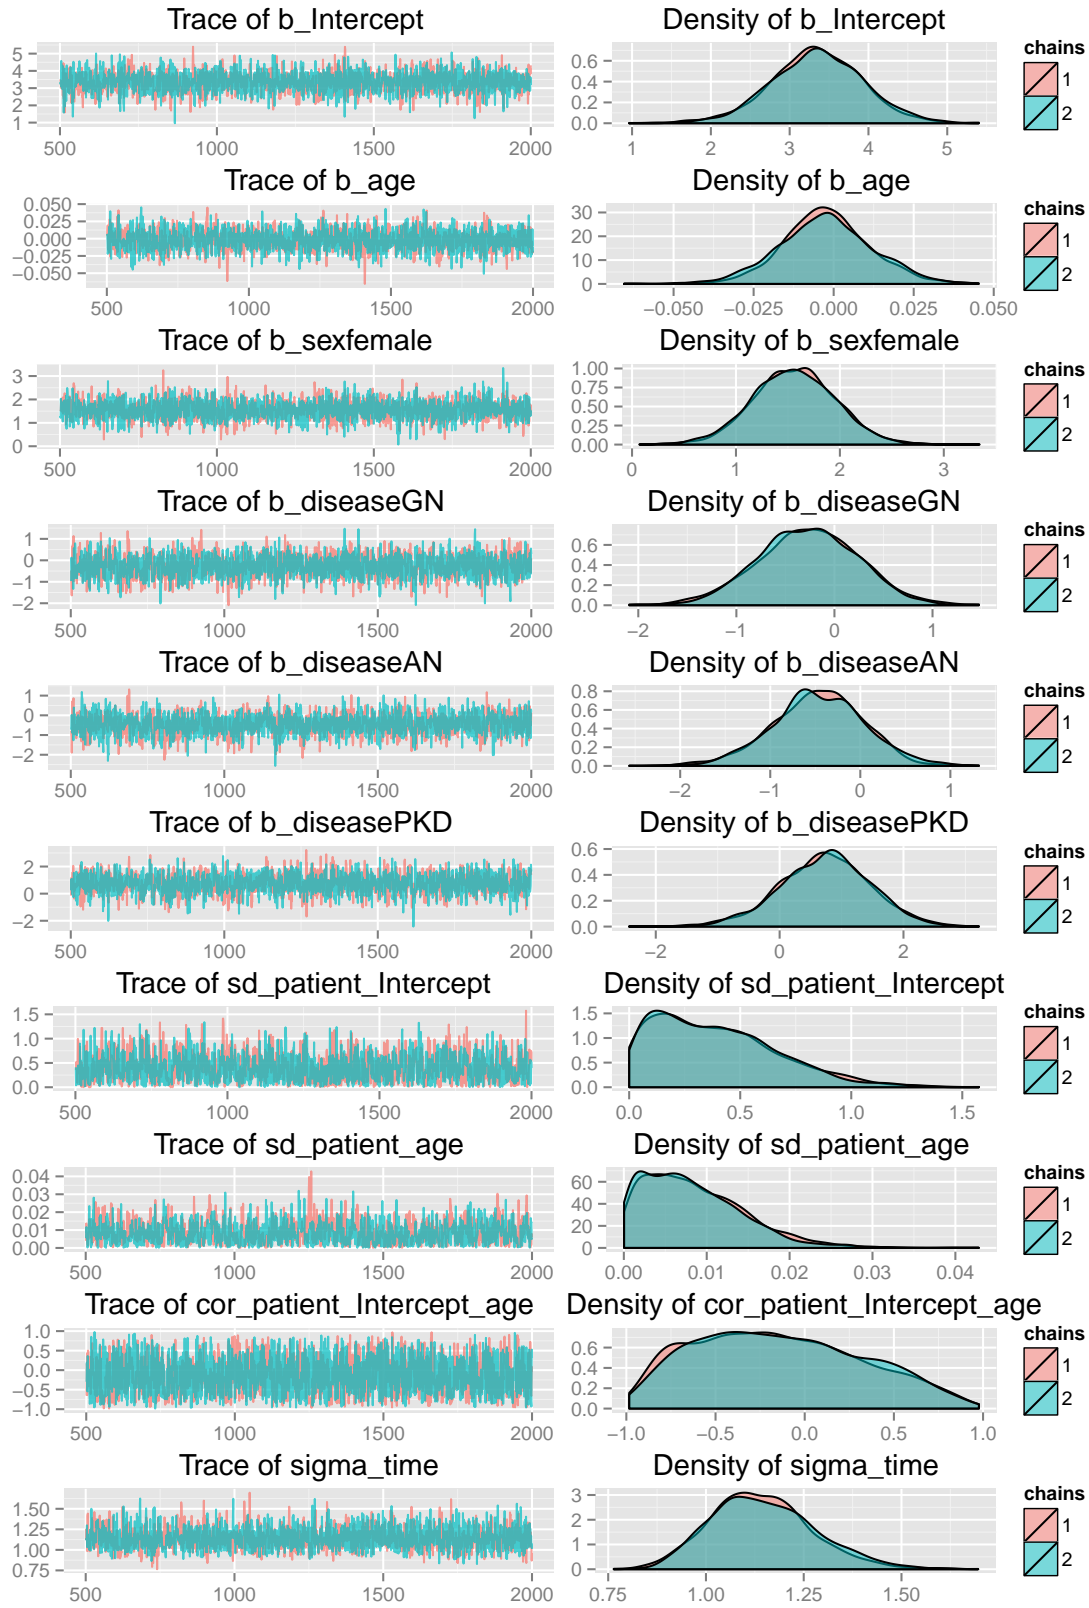 Trace of b_Intercept
5
4
3
2
1
500 1000 1500 2000
Density of b_Intercept
0.6
0.4
0.2
0.0
1 2 3 4 5
chains
1
2
Trace of b_age
0.050
0.025
0.000
−0.025
−0.050
500 1000 1500 2000
Density of b_age
30
20
10
0
−0.050 −0.025 0.000 0.025 0.050
chains
1
2
Trace of b_sexfemale
3
2
1
0
500 1000 1500 2000
Density of b_sexfemale
1.00
0.75
0.50
0.25
0.00
0 1 2 3
chains
1
2
Trace of b_diseaseGN
1
0
−1
−2
500 1000 1500 2000
Density of b_diseaseGN
0.6
0.4
0.2
0.0
−2 −1 0 1
chains
1
2
Trace of b_diseaseAN
1
0
−1
−2
500 1000 1500 2000
Density of b_diseaseAN
0.8
0.6
0.4
0.2
0.0
−2 −1 0 1
chains
1
2
Trace of b_diseasePKD
2
0
−2
500 1000 1500 2000
Density of b_diseasePKD
0.6
0.4
0.2
0.0
−2 0 2
chains
1
2
Trace of sd_patient_Intercept
1.5
1.0
0.5
0.0
500 1000 1500 2000
Density of sd_patient_Intercept
1.5
1.0
0.5
0.0
0.0 0.5 1.0 1.5
chains
1
2
Trace of sd_patient_age
0.04
0.03
0.02
0.01
0.00
500 1000 1500 2000
Density of sd_patient_age
60
40
20
0
0.00 0.01 0.02 0.03 0.04
chains
1
2
Trace of cor_patient_Intercept_age
1.0
0.5
0.0
−0.5
−1.0
500 1000 1500 2000
Density of cor_patient_Intercept_age
0.6
0.4
0.2
0.0
−1.0 −0.5 0.0 0.5 1.0
chains
1
2
Trace of sigma_time
1.50
1.25
1.00
0.75
500 1000 1500 2000
Density of sigma_time
3
2
1
0
0.75 1.00 1.25 1.50
chains
1
2